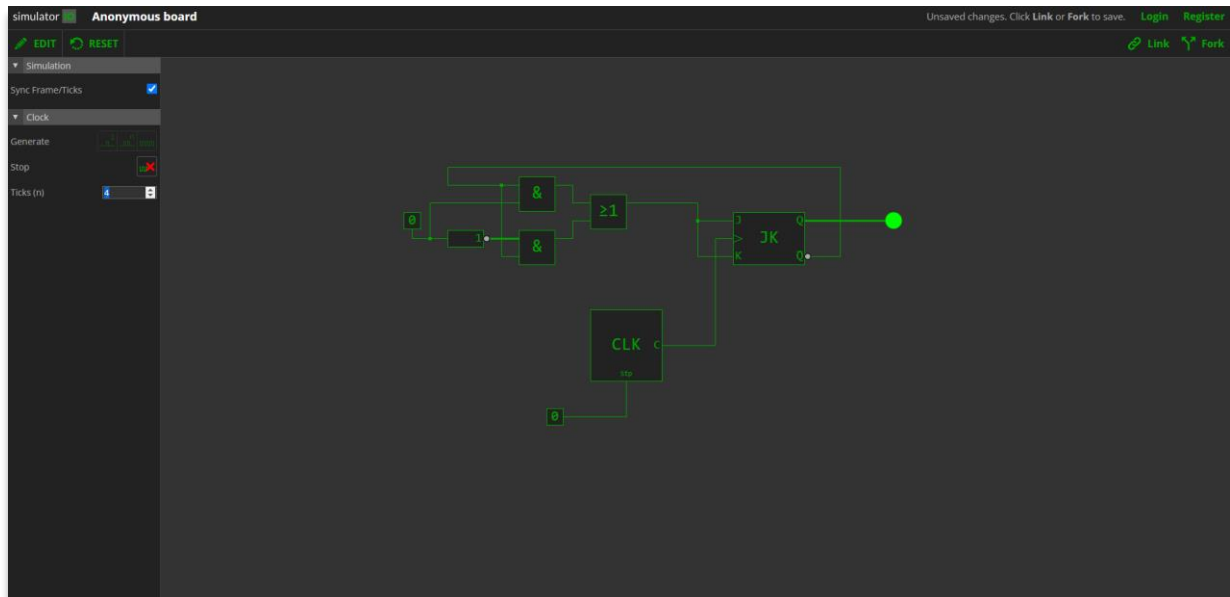 simulator Anonymous board Unsaved changes. Click Link or Fork to save. Login Register
EDIT RESET Link Fork
Simulation
Sync Frame/Ticks
Clock
Generate
Stop
Ticks (n) 4
&
≥1
0
1
&
J Q
JK
K Q
CLK C
Stp
0